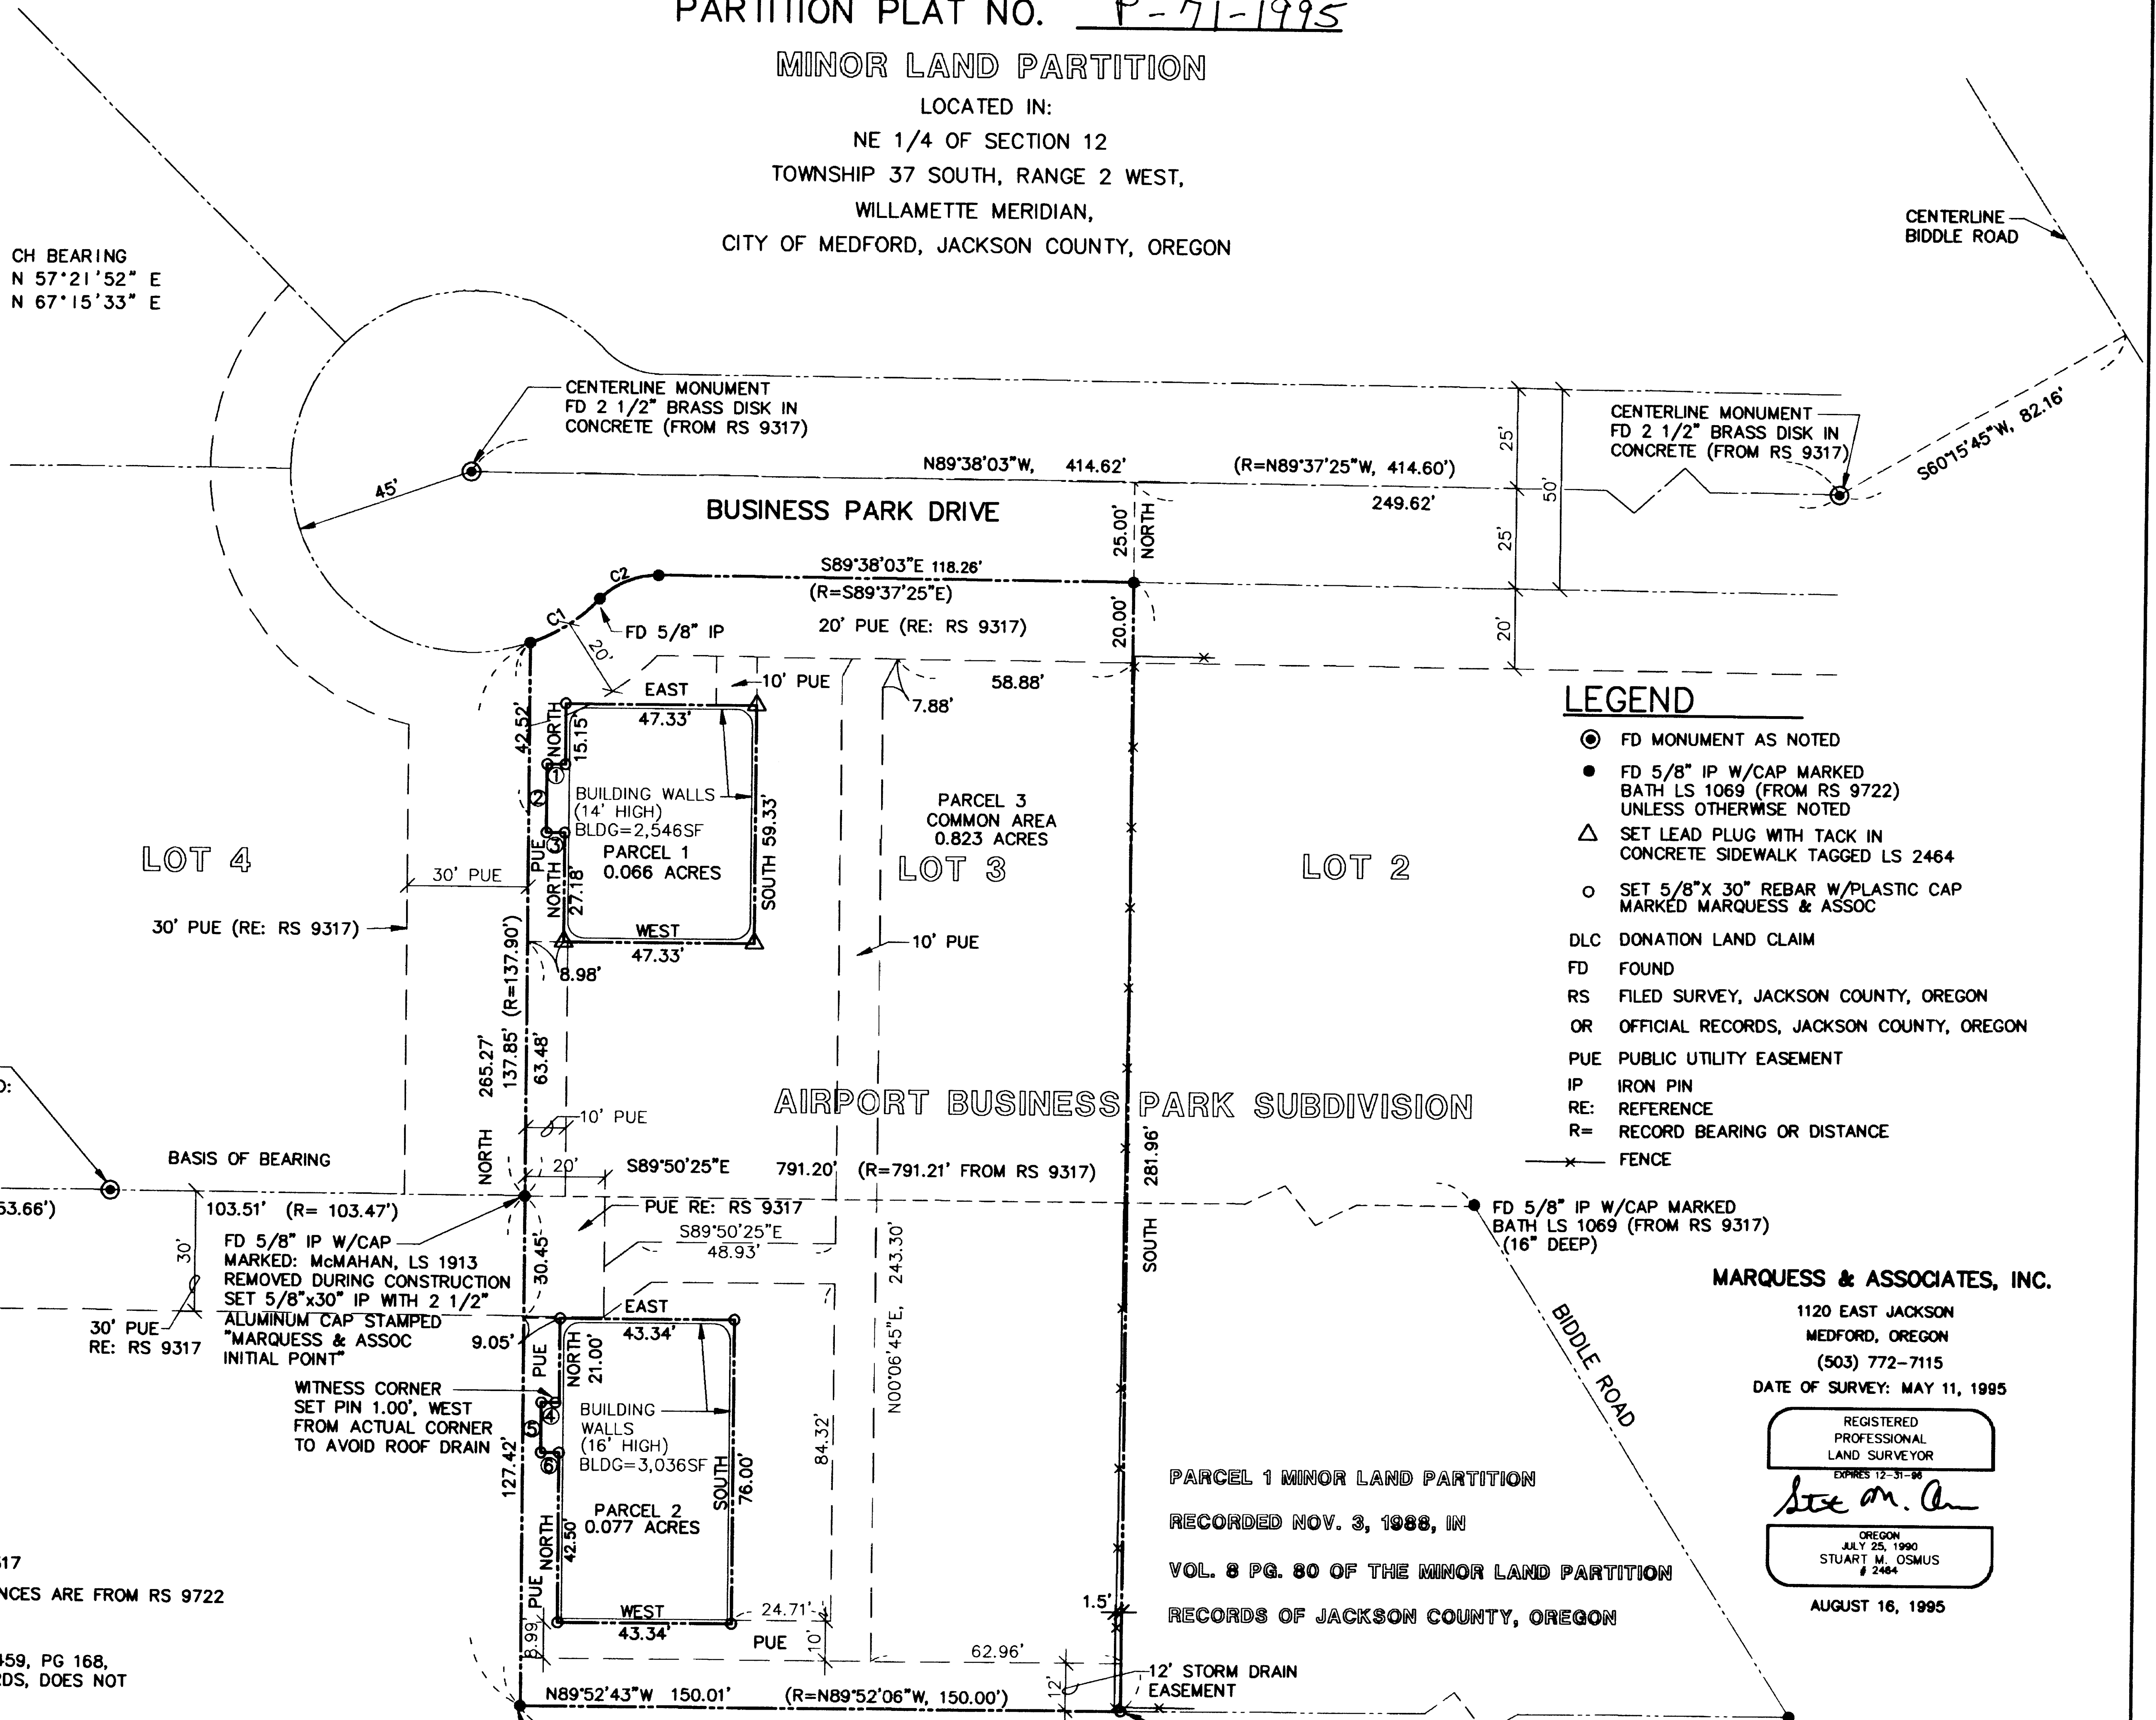 PARTITION PLAT NO. P-71-1995
MINOR LAND PARTITION
LOCATED IN:
NE 1/4 OF SECTION 12
TOWNSHIP 37 SOUTH, RANGE 2 WEST,
WILLAMETTE MERIDIAN,
CITY OF MEDFORD, JACKSON COUNTY, OREGON
CH BEARING
N 57°21'52" E
N 67°15'33" E
CENTERLINE
BIDDLE ROAD
CENTERLINE MONUMENT
FD 2 1/2" BRASS DISK IN
CONCRETE (FROM RS 9317)
CENTERLINE MONUMENT
FD 2 1/2" BRASS DISK IN
CONCRETE (FROM RS 9317)
S60°15'45"W, 82.16'
45'
N89°38'03"W, 414.62' (R=N89°37'25"W, 414.60')
249.62'
25'
50'
25'
20'
BUSINESS PARK DRIVE
25.00'
NORTH
C2
C1
S89°38'03"E 118.26'
(R=S89°37'25"E)
20' PUE (RE: RS 9317)
20.00'
FD 5/8" IP
20'
10' PUE
58.88'
7.88'
EAST
47.33'
42.52'
NORTH
15.15'
1
2
3
BUILDING WALLS
(14' HIGH)
BLDG=2,546SF
PARCEL 1
0.066 ACRES
SOUTH 59.33'
PUE
NORTH
27.18'
WEST
47.33'
8.98'
PARCEL 3
COMMON AREA
0.823 ACRES
LOT 4
LOT 3
LOT 2
30' PUE
30' PUE (RE: RS 9317)
10' PUE
LEGEND
FD MONUMENT AS NOTED
FD 5/8" IP W/CAP MARKED
BATH LS 1069 (FROM RS 9722)
UNLESS OTHERWISE NOTED
SET LEAD PLUG WITH TACK IN
CONCRETE SIDEWALK TAGGED LS 2464
SET 5/8"X 30" REBAR W/PLASTIC CAP
MARKED MARQUESS & ASSOC
DLC DONATION LAND CLAIM
FD FOUND
RS FILED SURVEY, JACKSON COUNTY, OREGON
OR OFFICIAL RECORDS, JACKSON COUNTY, OREGON
PUE PUBLIC UTILITY EASEMENT
IP IRON PIN
RE: REFERENCE
R= RECORD BEARING OR DISTANCE
FENCE
NORTH 265.27'
137.85' (R=137.90')
63.48'
10' PUE
AIRPORT BUSINESS PARK SUBDIVISION
SOUTH 281.96'
BASIS OF BEARING
53.66')
103.51' (R= 103.47')
20'
S89°50'25"E 791.20' (R=791.21' FROM RS 9317)
PUE RE: RS 9317
S89°50'25"E
48.93'
N00°06'45"E, 243.30'
FD 5/8" IP W/CAP MARKED
BATH LS 1069 (FROM RS 9317)
(16" DEEP)
BIDDLE ROAD
30'
30' PUE
RE: RS 9317
FD 5/8" IP W/CAP
MARKED: McMAHAN, LS 1913
REMOVED DURING CONSTRUCTION
SET 5/8"x30" IP WITH 2 1/2"
ALUMINUM CAP STAMPED
"MARQUESS & ASSOC
INITIAL POINT"
30.45'
9.05'
EAST
43.34'
PUE
NORTH
21.00'
WITNESS CORNER
SET PIN 1.00', WEST
FROM ACTUAL CORNER
TO AVOID ROOF DRAIN
4
5
6
BUILDING
WALLS
(16' HIGH)
BLDG=3,036SF
SOUTH
76.00'
84.32'
127.42'
PARCEL 2
0.077 ACRES
PUE
NORTH
42.50'
WEST
43.34'
24.71'
PUE
10'
8.99'
62.96'
1.5'
12'
12' STORM DRAIN
EASEMENT
N89°52'43"W 150.01' (R=N89°52'06"W, 150.00')
PARCEL 1 MINOR LAND PARTITION
RECORDED NOV. 3, 1988, IN
VOL. 8 PG. 80 OF THE MINOR LAND PARTITION
RECORDS OF JACKSON COUNTY, OREGON
MARQUESS & ASSOCIATES, INC.
1120 EAST JACKSON
MEDFORD, OREGON
(503) 772-7115
DATE OF SURVEY: MAY 11, 1995
REGISTERED
PROFESSIONAL
LAND SURVEYOR
EXPIRES 12-31-96
OREGON
JULY 25, 1990
STUART M. OSMUS
# 2464
AUGUST 16, 1995
NCES ARE FROM RS 9722
459, PG 168,
DS, DOES NOT